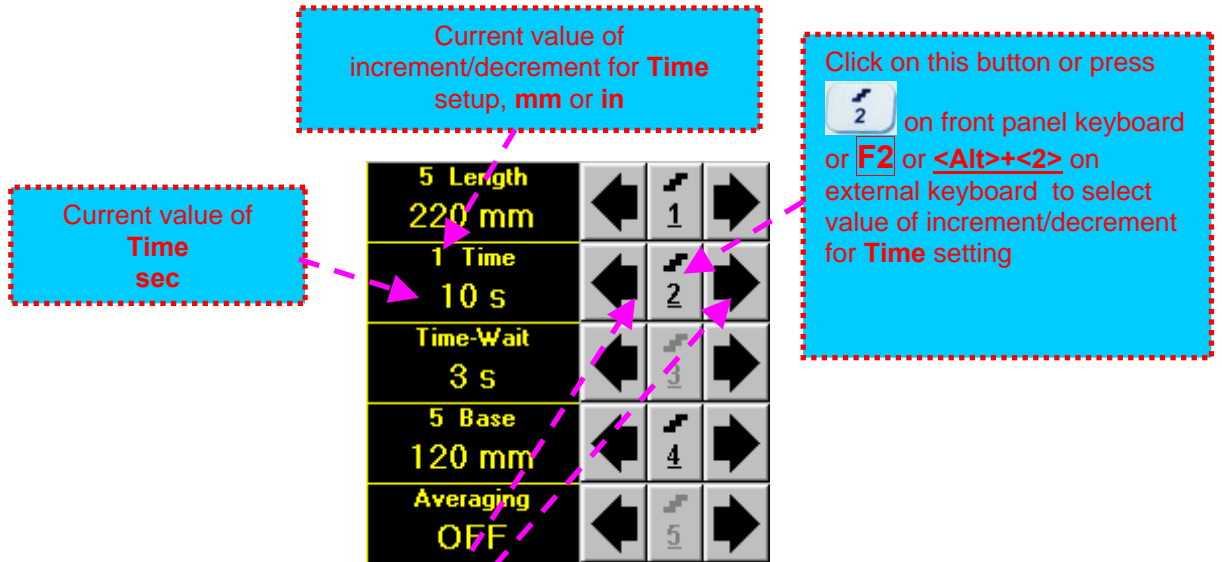 Current value of
increment/decrement for Time
setup, mm or in
Click on this button or press
2 on front panel keyboard
or F2 or <Alt>+<2> on
external keyboard to select
value of increment/decrement
for Time setting
Current value of
Time
sec
5 Length
220 mm
1
1 Time
10 s
2
Time-Wait
3 s
3
5 Base
120 mm
4
Averaging
OFF
5